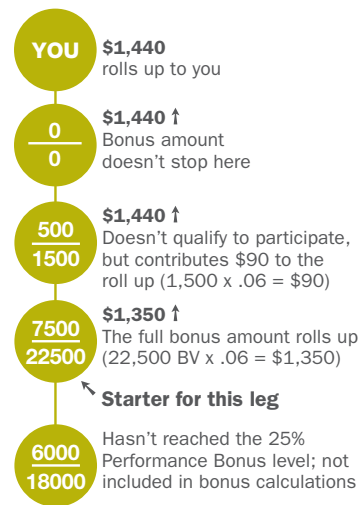 YOU
$1,440
rolls up to you
0
0
$1,440 ↑
Bonus amount
doesn't stop here
500
1500
$1,440 ↑
Doesn't qualify to participate,
but contributes $90 to the
roll up (1,500 x .06 = $90)
7500
22500
$1,350 ↑
The full bonus amount rolls up
(22,500 BV x .06 = $1,350)
Starter for this leg
6000
18000
Hasn't reached the 25%
Performance Bonus level; not
included in bonus calculations